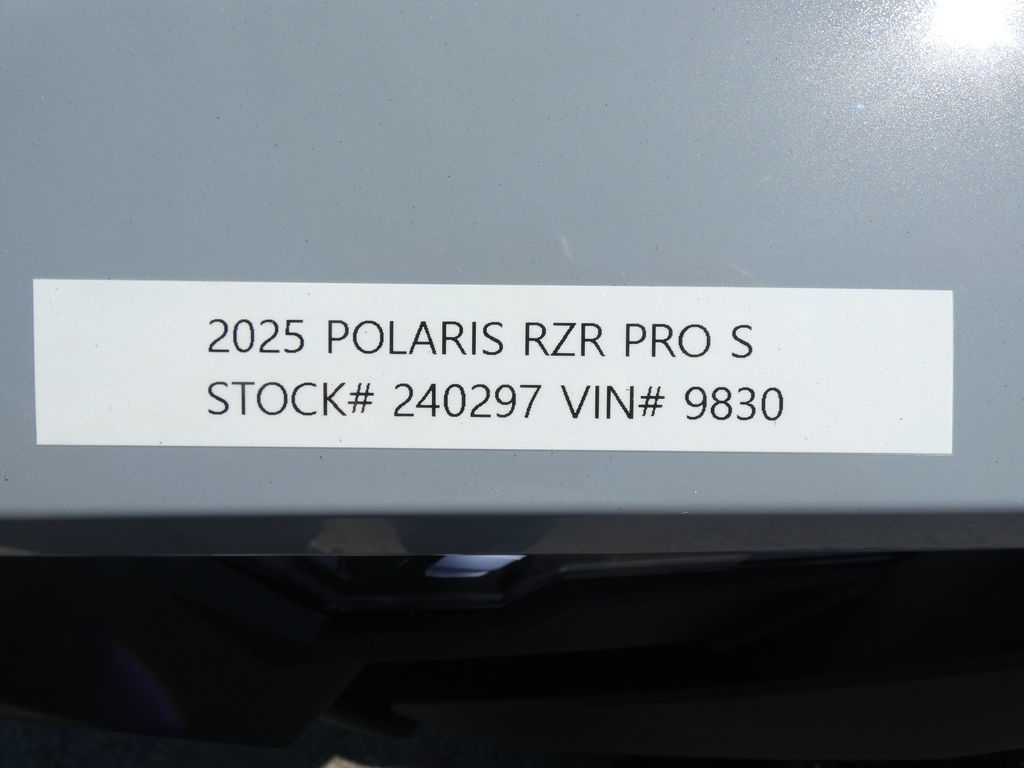 2025 POLARIS RZR PRO S
STOCK# 240297 VIN# 9830